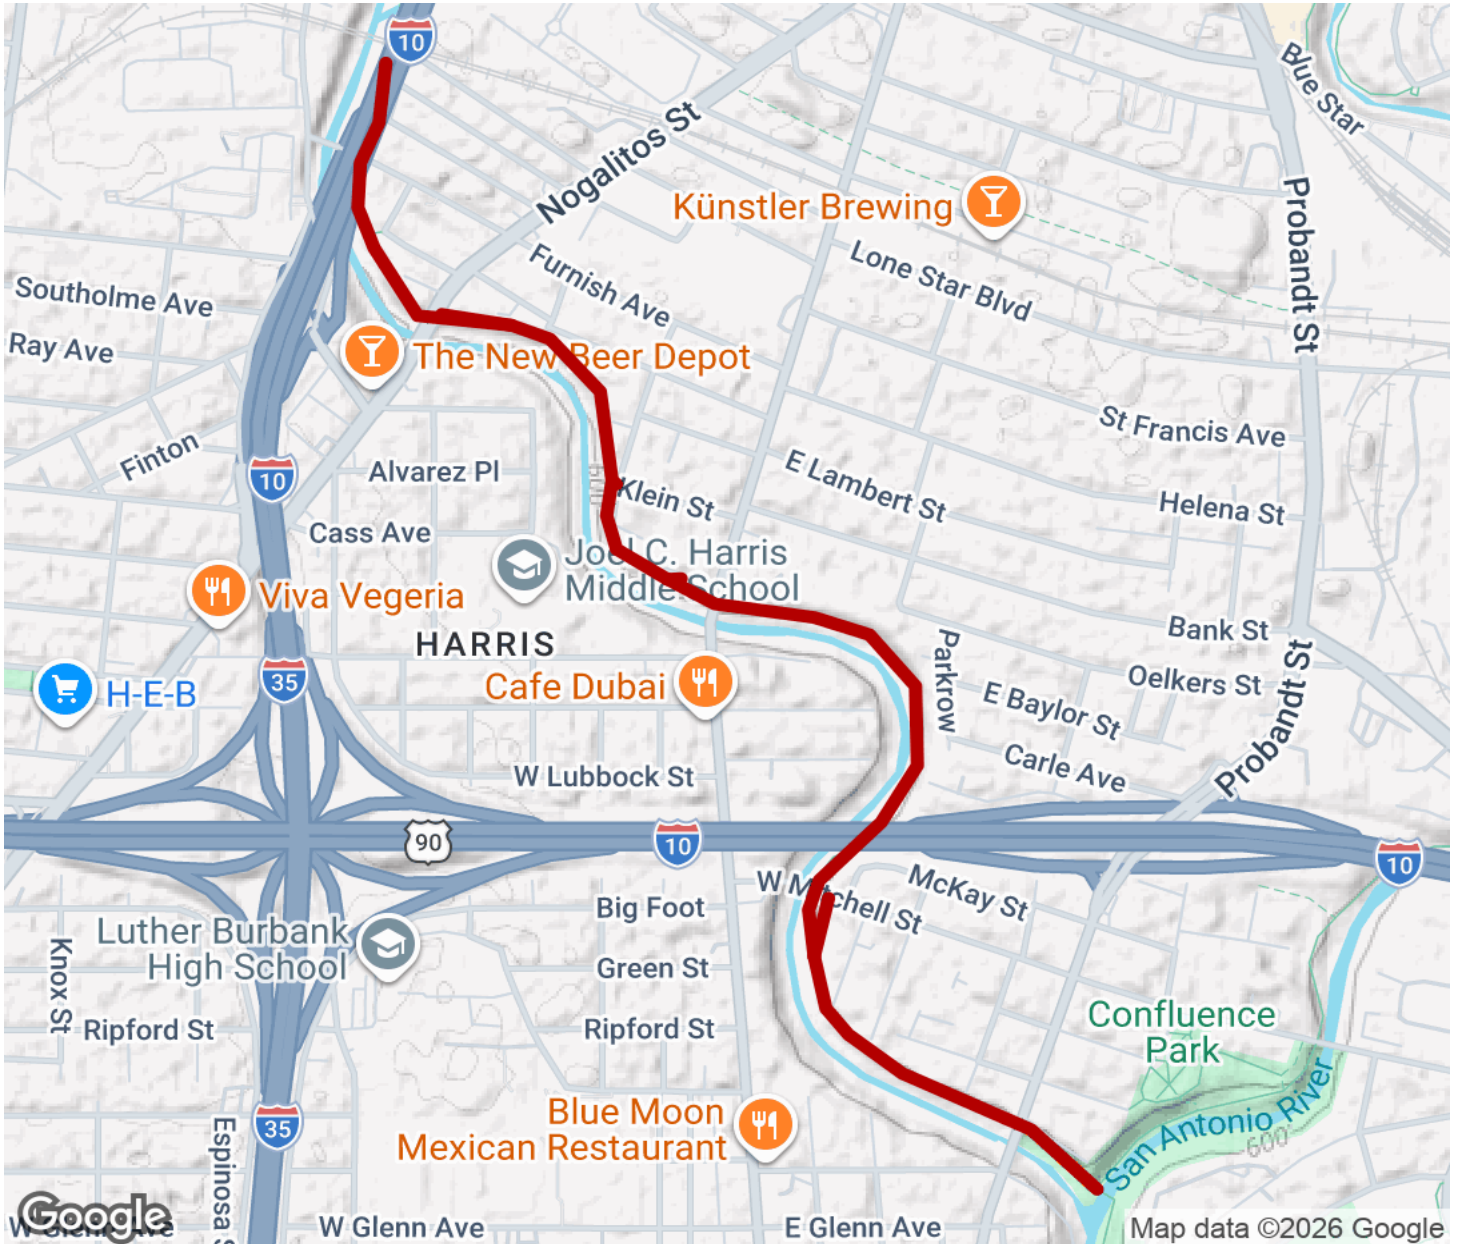 10
Blue Star
Nogalitos St
Künstler Brewing
Probandt St
Furnish Ave
Lone Star Blvd
Southolme Ave
Ray Ave
The New Beer Depot
St Francis Ave
Finton
Alvarez Pl
10
E Lambert St
Klein St
Helena St
Cass Ave
Joel C. Harris
Middle School
Viva Vegeria
HARRIS
Bank St
Parkrow
35
H-E-B
Cafe Dubai
Oelkers St
E Baylor St
Probandt St
W Lubbock St
Carle Ave
90
10
10
W Mitchell St
McKay St
Big Foot
Luther Burbank
High School
Knox St
Green St
Ripford St
Ripford St
Confluence
Park
Blue Moon
Mexican Restaurant
35
San Antonio River
600'
Espinosa S
W Glenn Ave
Google
W Glenn Ave
E Glenn Ave
Map data ©2026 Google